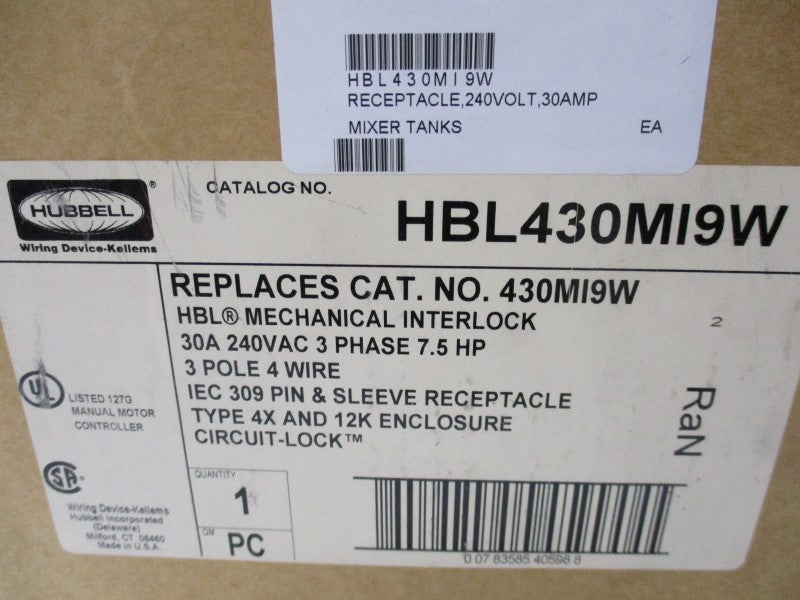 HBL430MI9W
RECEPTACLE,240VOLT,30AMP
MIXER TANKS EA
HUBBELL ®
Wiring Device-Kellems
CATALOG NO.
HBL430MI9W
REPLACES CAT. NO. 430MI9W
HBL® MECHANICAL INTERLOCK
30A 240VAC 3 PHASE 7.5 HP
3 POLE 4 WIRE
IEC 309 PIN & SLEEVE RECEPTACLE
TYPE 4X AND 12K ENCLOSURE
CIRCUIT-LOCK™
2
RaN
UL
LISTED 127G
MANUAL MOTOR
CONTROLLER
SA
Wiring Device-Kellems
Hubbell Incorporated
(Delaware)
Milford, CT 06460
Made in U.S.A.
QUANTITY
1
QM
PC
0 07 83585 40598 8